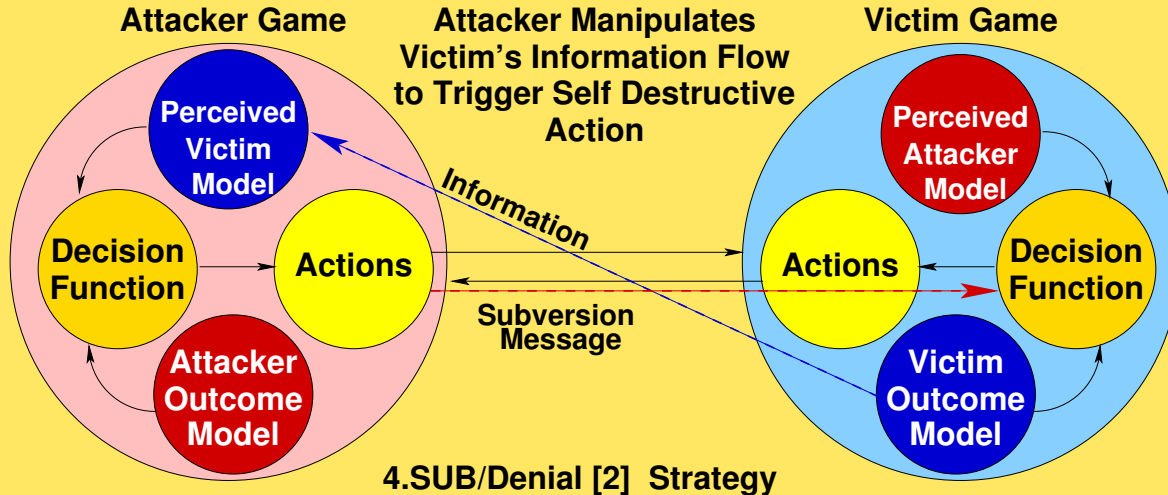 Attacker Game
Attacker Manipulates
Victim's Information Flow
to Trigger Self Destructive
Action
Victim Game
Perceived
Victim
Model
Decision
Function
Actions
Attacker
Outcome
Model
Information
Subversion
Message
Perceived
Attacker
Model
Actions
Decision
Function
Victim
Outcome
Model
4.SUB/Denial [2] Strategy